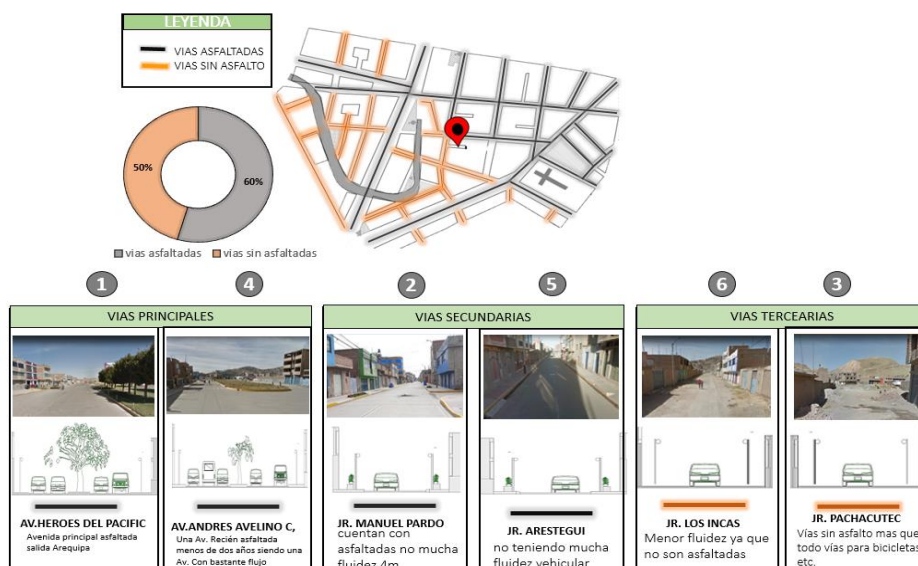 LEYENDA
VIAS ASFALTADAS
VIAS SIN ASFALTO
50%
60%
vias asfaltadas
vias sin asfaltadas
1
4
2
5
6
3
VIAS PRINCIPALES
VIAS SECUNDARIAS
VIAS TERCEARIAS
AV.HEROES DEL PACIFIC
Avenida principal asfaltada
salida Arequipa
AV.ANDRES AVELINO C,
Una Av. Recién asfaltada
menos de dos años siendo una
Av. Con bastante flujo
JR. MANUEL PARDO
cuentan con
asfaltadas no mucha
fluidez 4m
JR. ARESTEGUI
no teniendo mucha
fluidez vehicular
JR. LOS INCAS
Menor fluidez ya que
no son asfaltadas
JR. PACHACUTEC
Vías sin asfalto mas que
todo vías para bicicletas
etc.